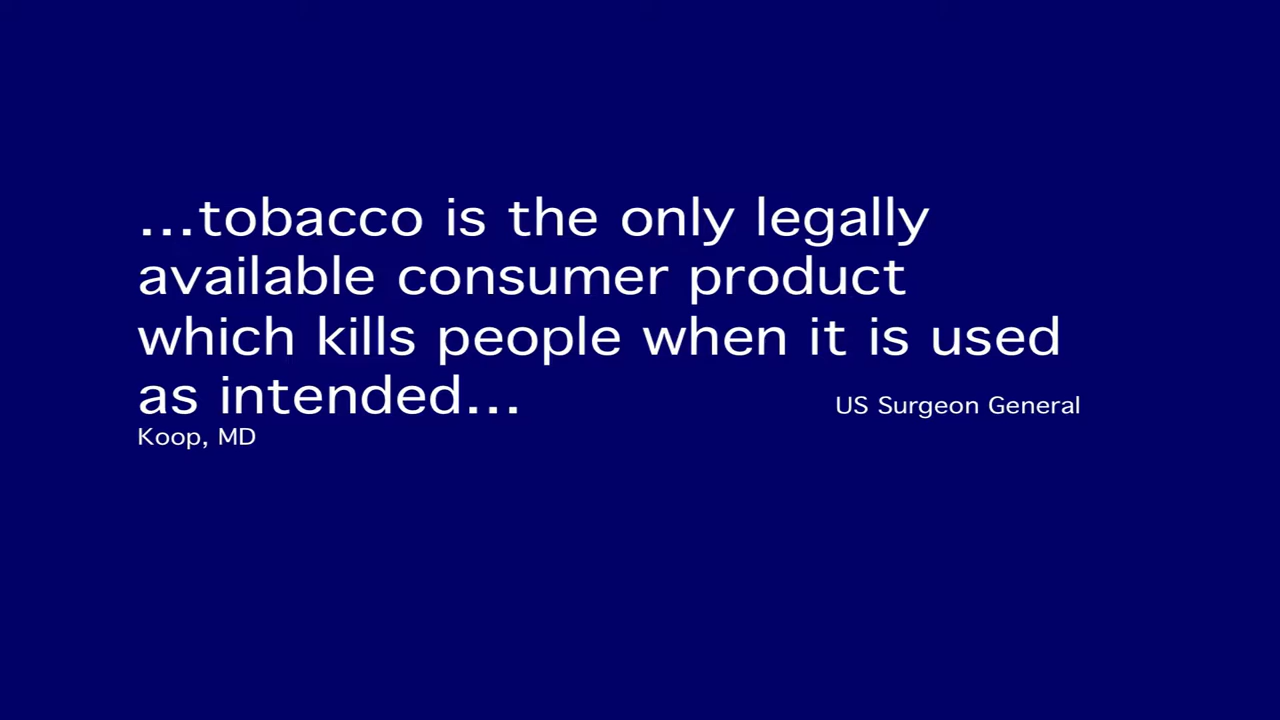 ...tobacco is the only legally
available consumer product
which kills people when it is used
as intended... US Surgeon General
Koop, MD